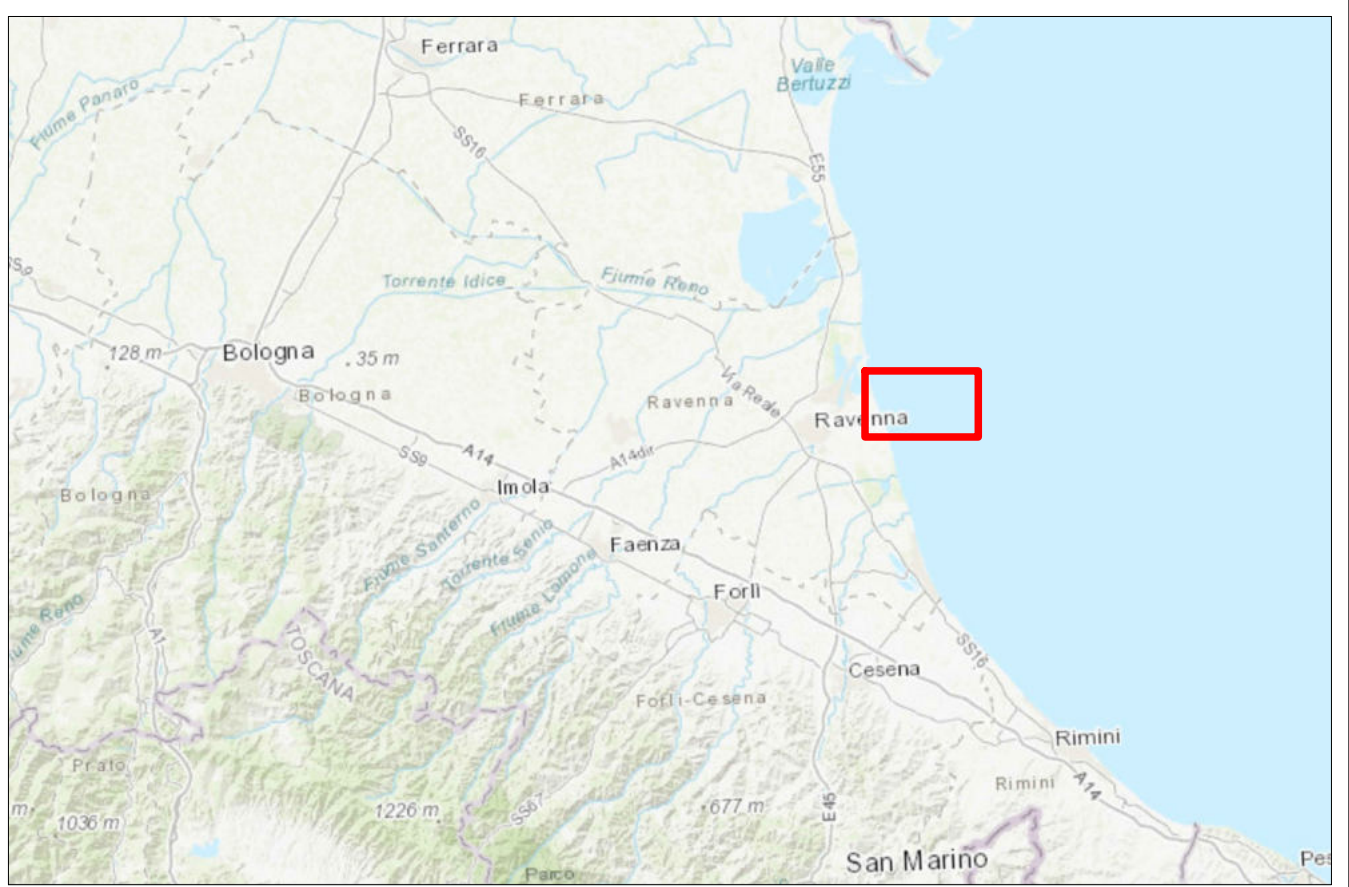 Ferrara
Valle
Bertuzzi
Fiume Panaro
Ferrara
SS16
E55
SS9
Torrente Idice
Fiume Reno
128 m
Bologna
35 m
Bologna
Ravenna
Via Reale
Ravenna
A14
SS9
A14dir
Bologna
Imola
Fiume Santerno
Torrente Senio
Fiume Lamone
Faenza
Forlì
Reno
A1
TOSCANA
SS16
Cesena
Forlì-Cesena
Rimini
Prato
Rimini
A14
m
1036 m
1226 m
SS67
677 m
E45
San Marino
Pes
Parco